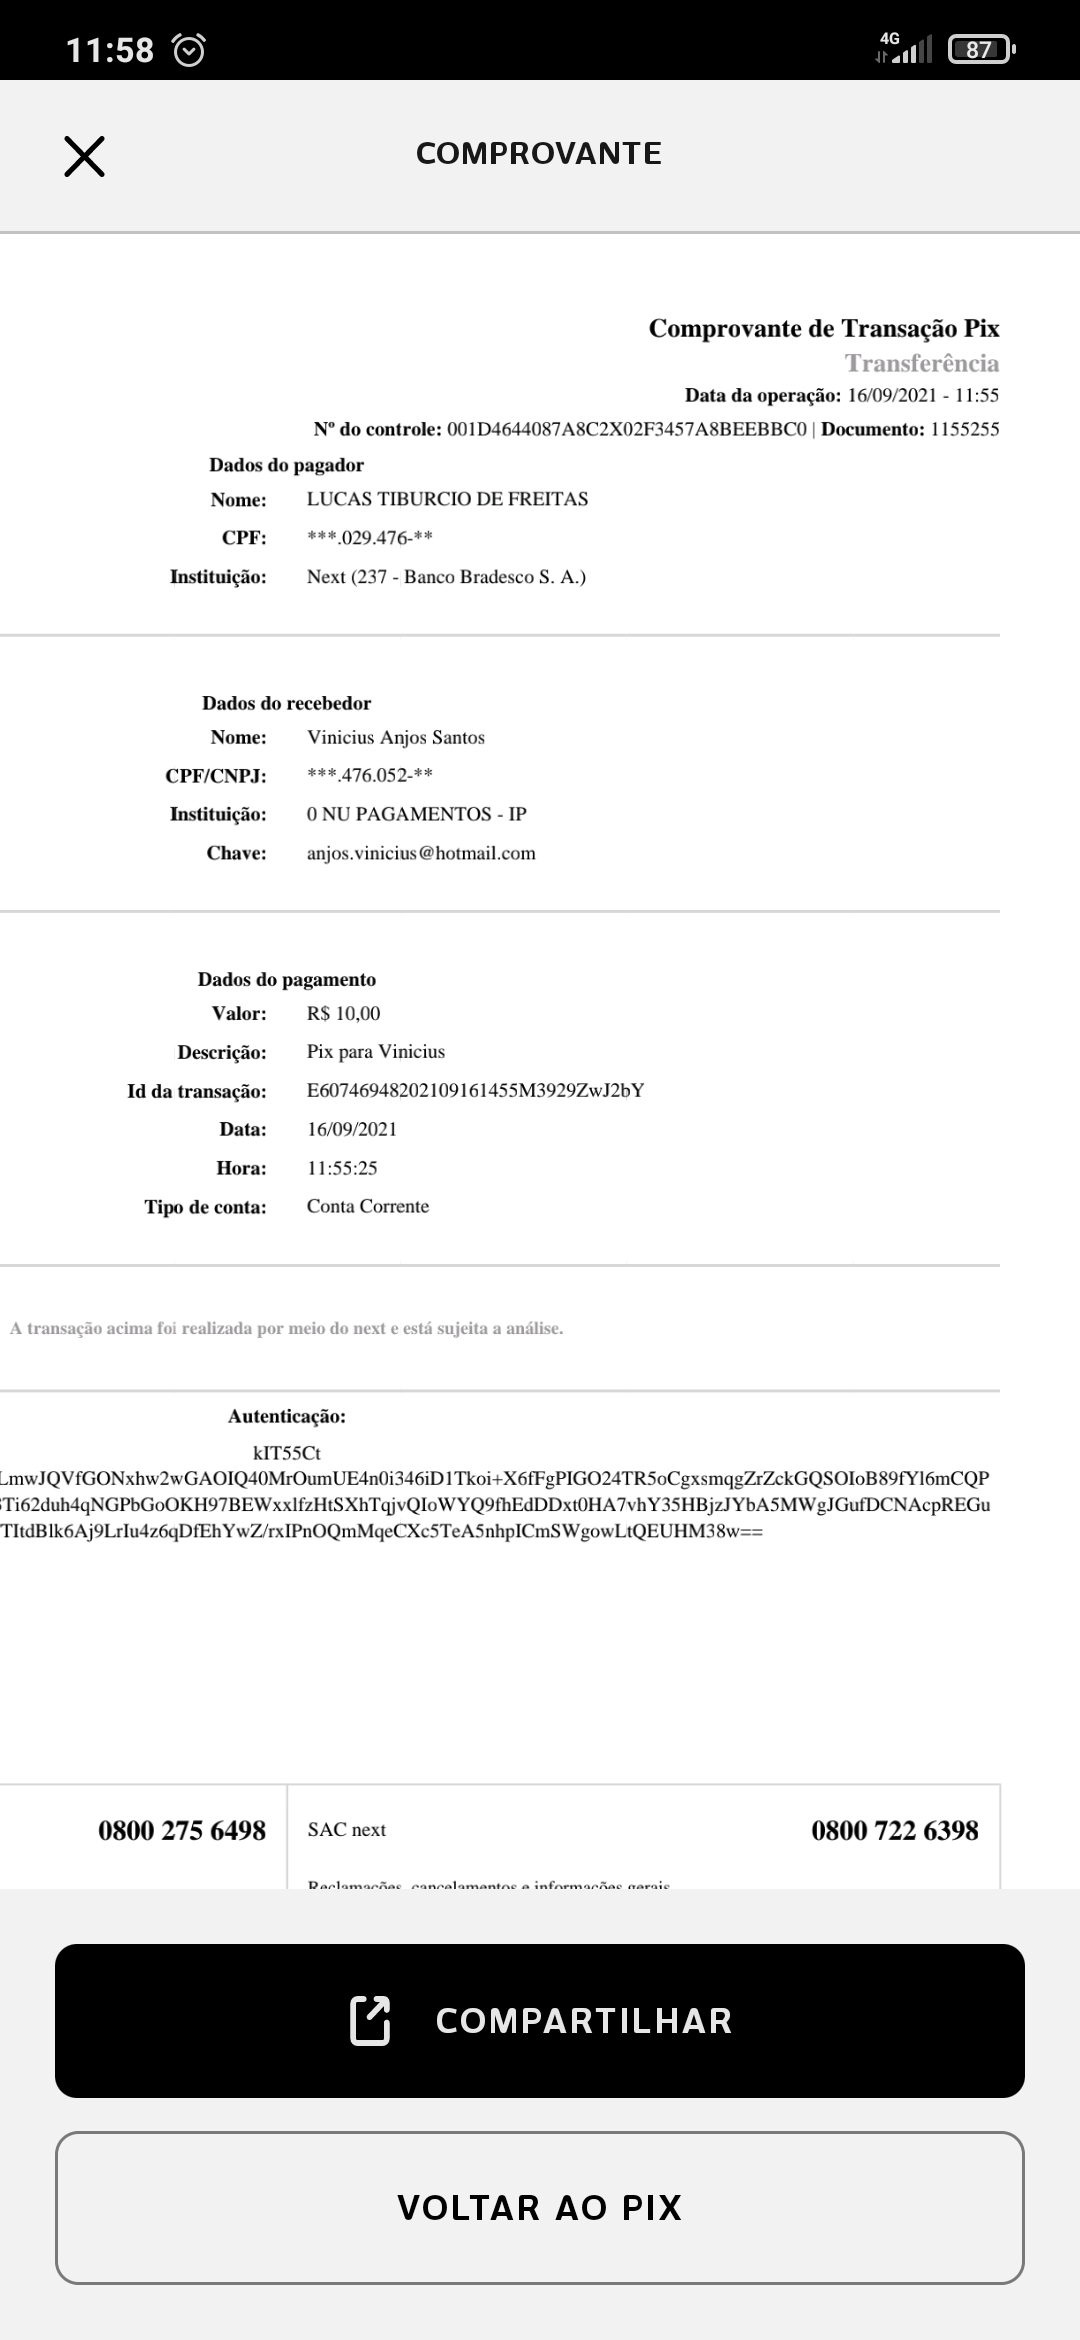 11:58
4G
87
COMPROVANTE
Comprovante de Transação Pix
Transferência
Data da operação: 16/09/2021 - 11:55
Nº do controle: 001D4644087A8C2X02F3457A8BEEBBC0 | Documento: 1155255
Dados do pagador
Nome: LUCAS TIBURCIO DE FREITAS
CPF: ***.029.476-**
Instituição: Next (237 - Banco Bradesco S. A.)
Dados do recebedor
Nome: Vinicius Anjos Santos
CPF/CNPJ: ***.476.052-**
Instituição: 0 NU PAGAMENTOS - IP
Chave: anjos.vinicius@hotmail.com
Dados do pagamento
Valor: R$ 10,00
Descrição: Pix para Vinicius
Id da transação: E60746948202109161455M3929ZwJ2bY
Data: 16/09/2021
Hora: 11:55:25
Tipo de conta: Conta Corrente
A transação acima foi realizada por meio do next e está sujeita a análise.
Autenticação:
kIT55Ct
LmwJQVfGONxhw2wGAOIQ40MrOumUE4n0i346iD1Tkoi+X6fFgPIGO24TR5oCgxsmqgZrZckGQSOIoB89fYl6mCQP
Ti62duh4qNGPbGoOKH97BEWxxlfzHtSXhTqjvQIoWYQ9fhEdDDxt0HA7vhY35HBjzJYbA5MWgJGufDCNAcpREGu
TItdBlk6Aj9LrIu4z6qDfEhYwZ/rxIPnOQmMqeCXc5TeA5nhpICmSWgowLtQEUHM38w==
0800 275 6498 SAC next 0800 722 6398
Reclamações, cancelamentos e informações gerais
COMPARTILHAR
VOLTAR AO PIX